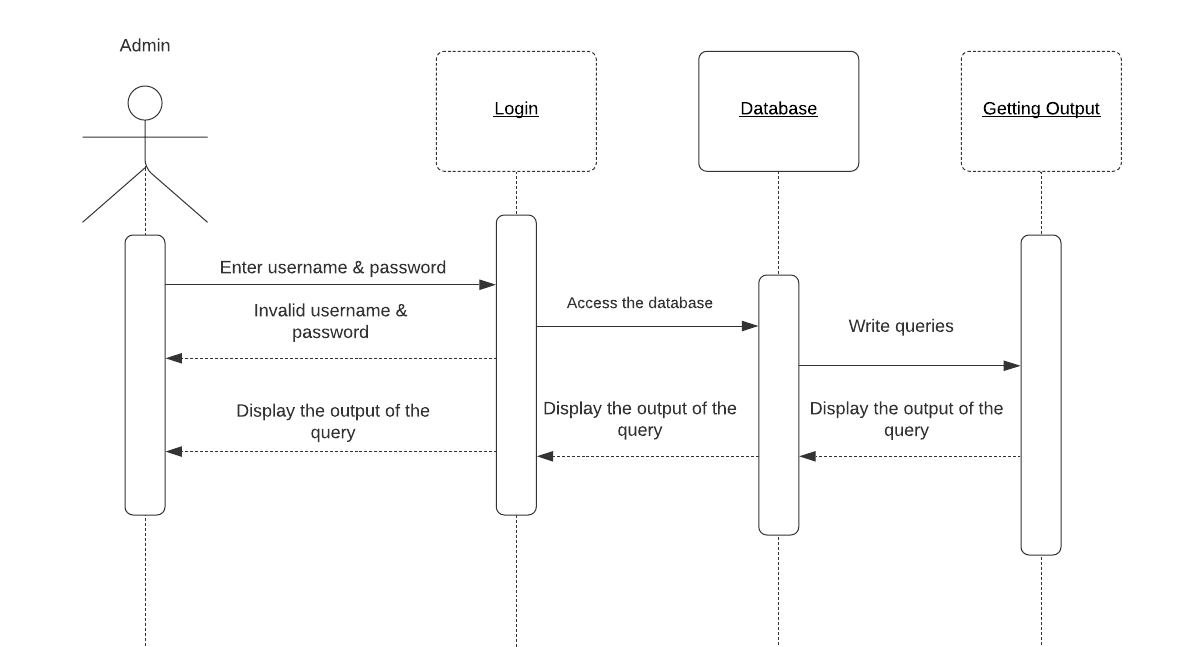 Admin
Login
Database
Getting Output
Enter username & password
Invalid username &
password
Access the database
Write queries
Display the output of the
query
Display the output of the
query
Display the output of the
query